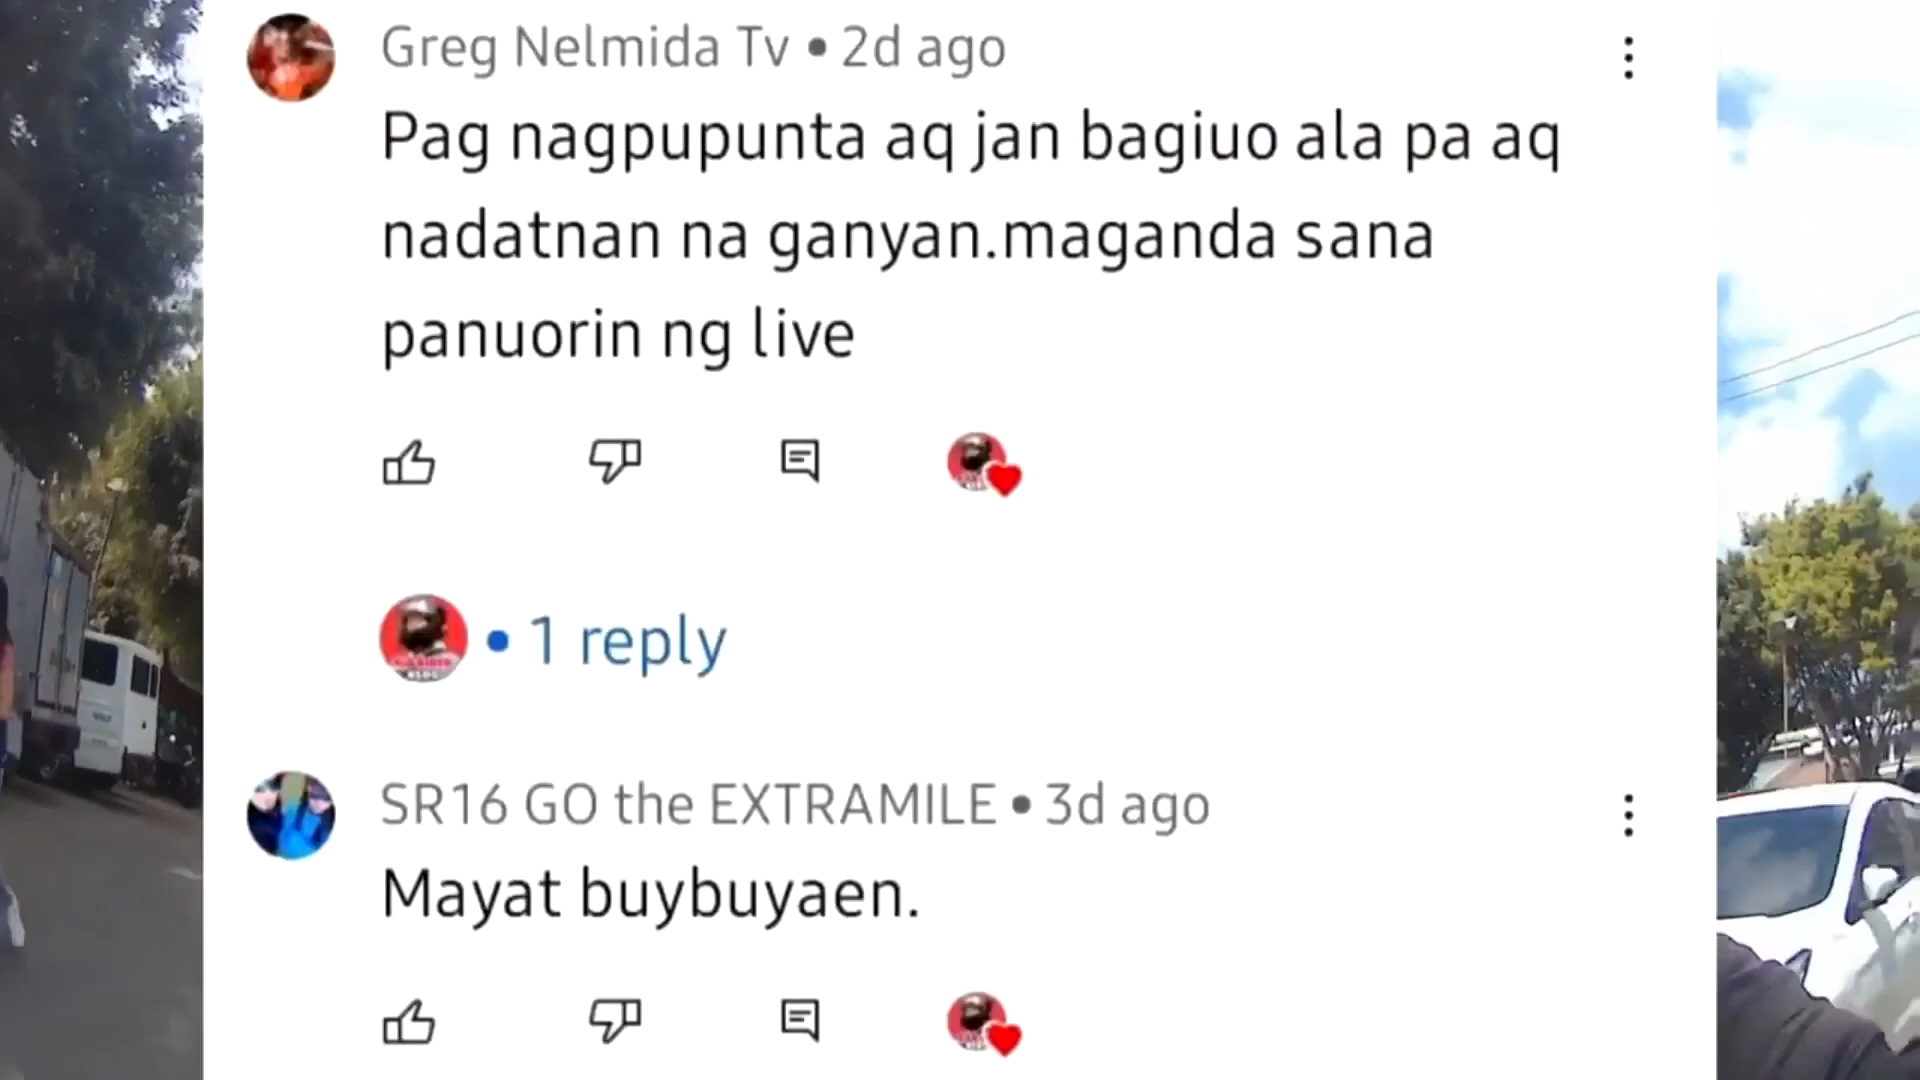 Greg Nelmida Tv • 2d ago
Pag nagpupunta aq jan bagiuo ala pa aq
nadatnan na ganyan.maganda sana
panuorin ng live
• 1 reply
SR16 GO the EXTRAMILE • 3d ago
Mayat buybuyaen.